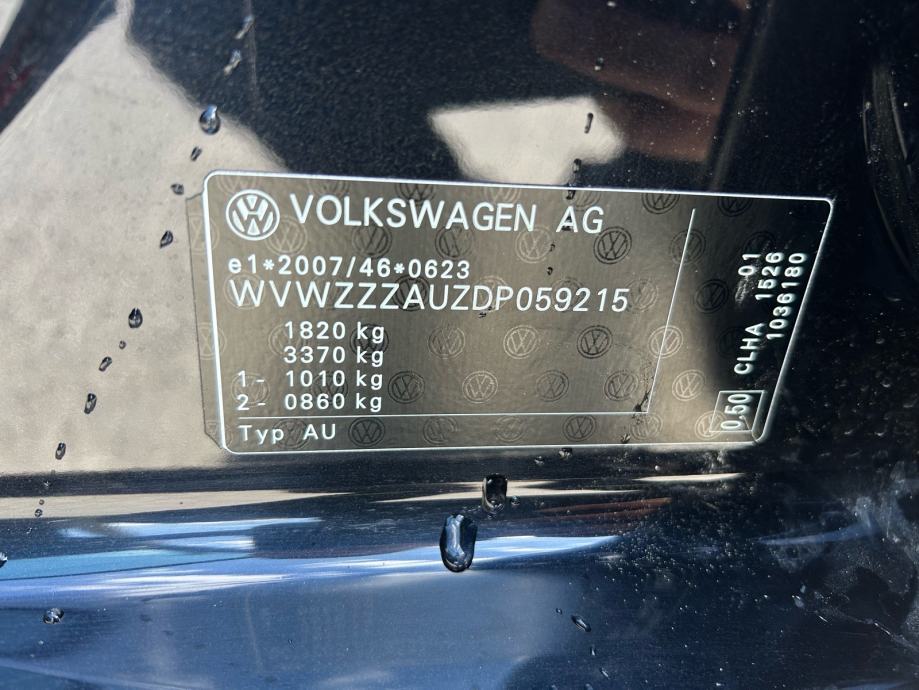 VOLKSWAGEN AG
e1*2007/46*0623
WVWZZZAUZDP059215
1820 kg
3370 kg
1- 1010 kg
2- 0860 kg
Typ AU
01
CLHA 1526
1036180
0,50